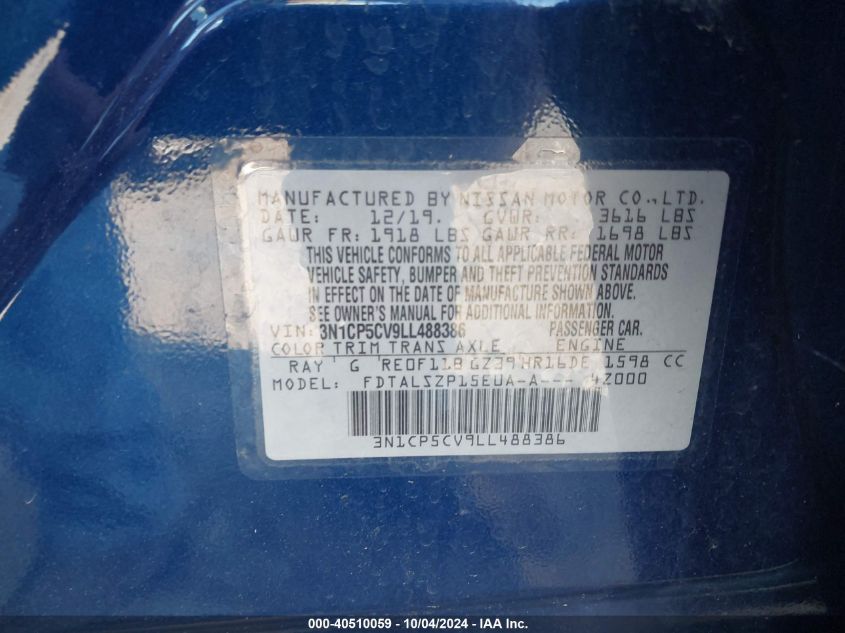 MANUFACTURED BY NISSAN MOTOR CO.,LTD.
DATE: 12/19. GVWR: 3616 LBS
GAWR FR: 1918 LBS GAWR RR: 1698 LBS
THIS VEHICLE CONFORMS TO ALL APPLICABLE FEDERAL MOTOR
VEHICLE SAFETY, BUMPER AND THEFT PREVENTION STANDARDS
IN EFFECT ON THE DATE OF MANUFACTURE SHOWN ABOVE.
SEE OWNER'S MANUAL FOR ADDITIONAL INFORMATION.
VIN: 3N1CP5CV9LL488386 PASSENGER CAR.
COLOR TRIM TRANS AXLE ENGINE
RAY G RE0F11B GZ39 HR16DE 1598 CC
MODEL: FDTALSZP15EUA-A--- 4Z000
3N1CP5CV9LL488386
000-40510059 - 10/04/2024 - IAA Inc.